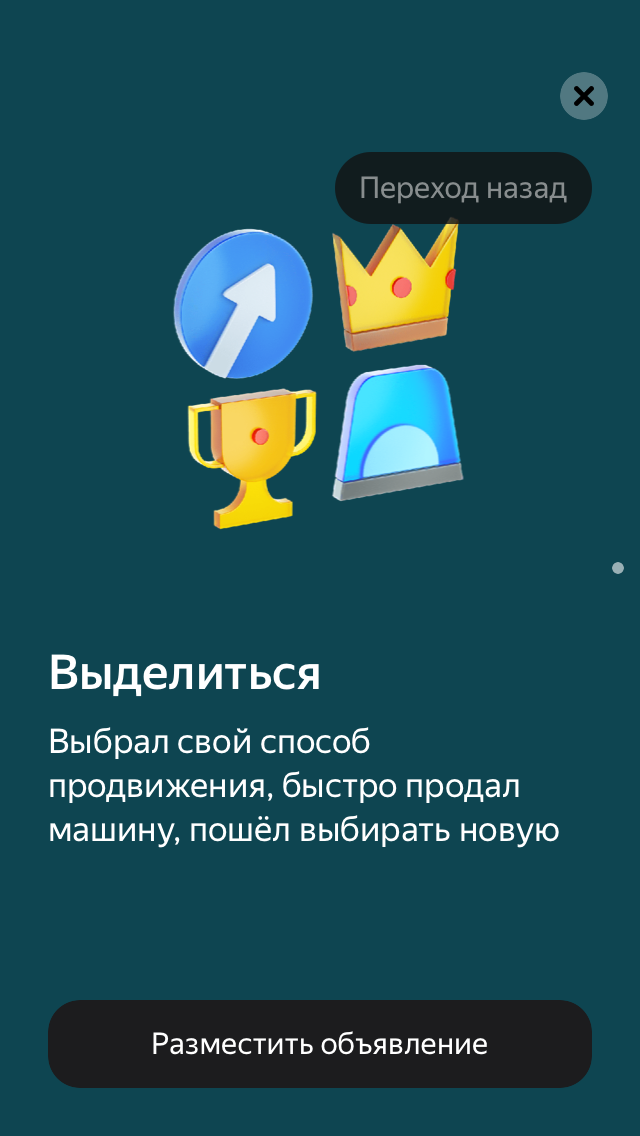 Переход назад
Выделиться
Выбрал свой способ
продвижения, быстро продал
машину, пошёл выбирать новую
Разместить объявление